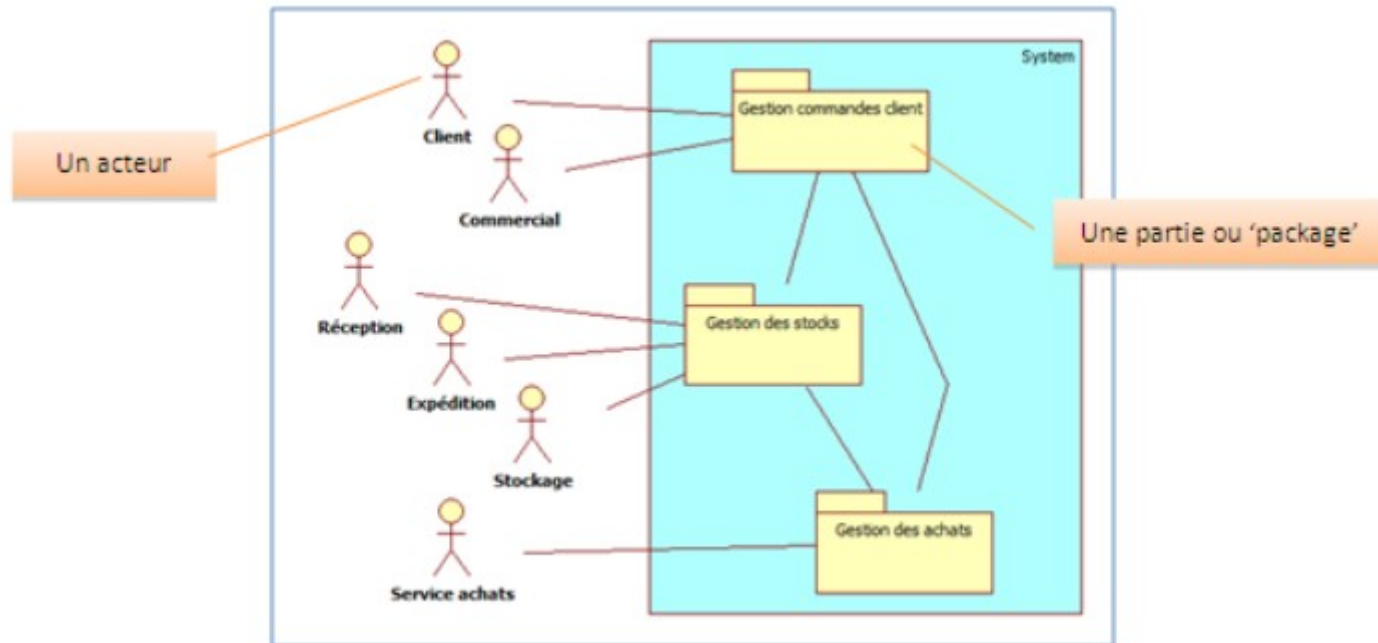 System
Gestion commandes client
Client
Un acteur
Commercial
Une partie ou ‘package’
Réception
Gestion des stocks
Expédition
Stockage
Gestion des achats
Service achats